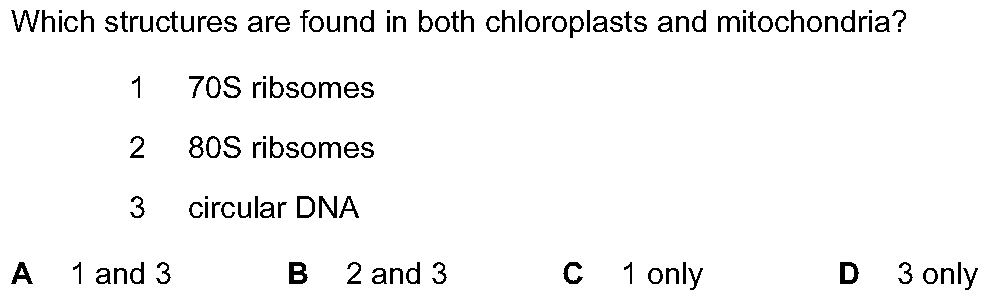 Which structures are found in both chloroplasts and mitochondria?
1 70S ribsomes
2 80S ribsomes
3 circular DNA
A 1 and 3 B 2 and 3 C 1 only D 3 only